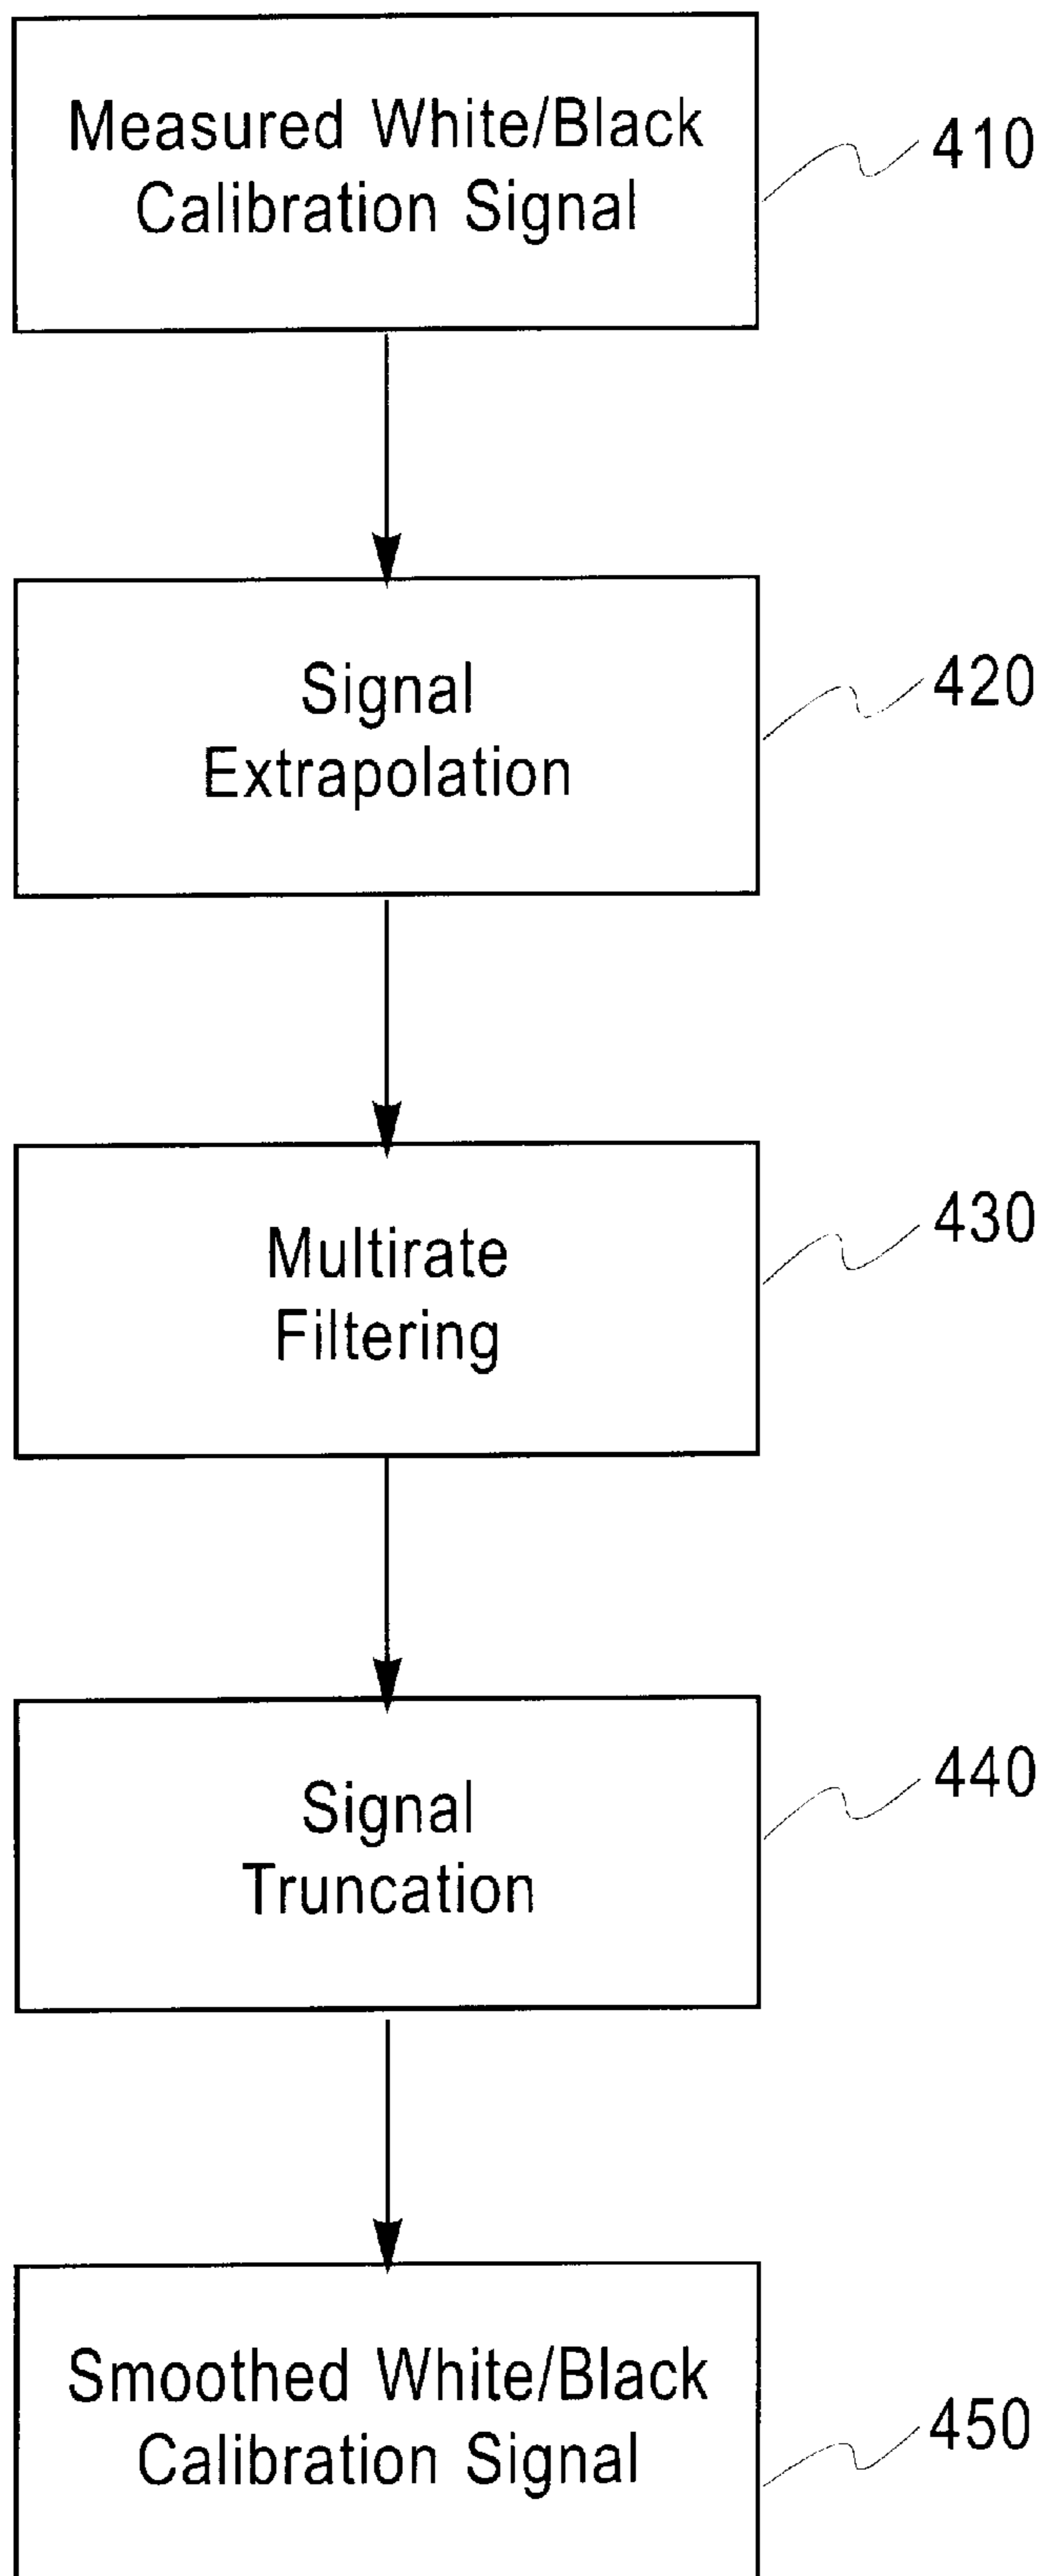 Measured White/Black
Calibration Signal
410
Signal
Extrapolation
420
Multirate
Filtering
430
Signal
Truncation
440
Smoothed White/Black
Calibration Signal
450